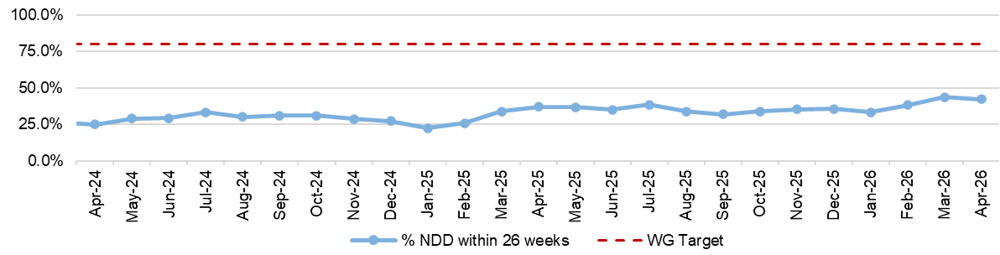 100.0%
75.0%
50.0%
25.0%
0.0%
Apr-24 May-24 Jun-24 Jul-24 Aug-24 Sep-24 Oct-24 Nov-24 Dec-24 Jan-25 Feb-25 Mar-25 Apr-25 May-25 Jun-25 Jul-25 Aug-25 Sep-25 Oct-25 Nov-25 Dec-25 Jan-26 Feb-26 Mar-26 Apr-26
% NDD within 26 weeks WG Target